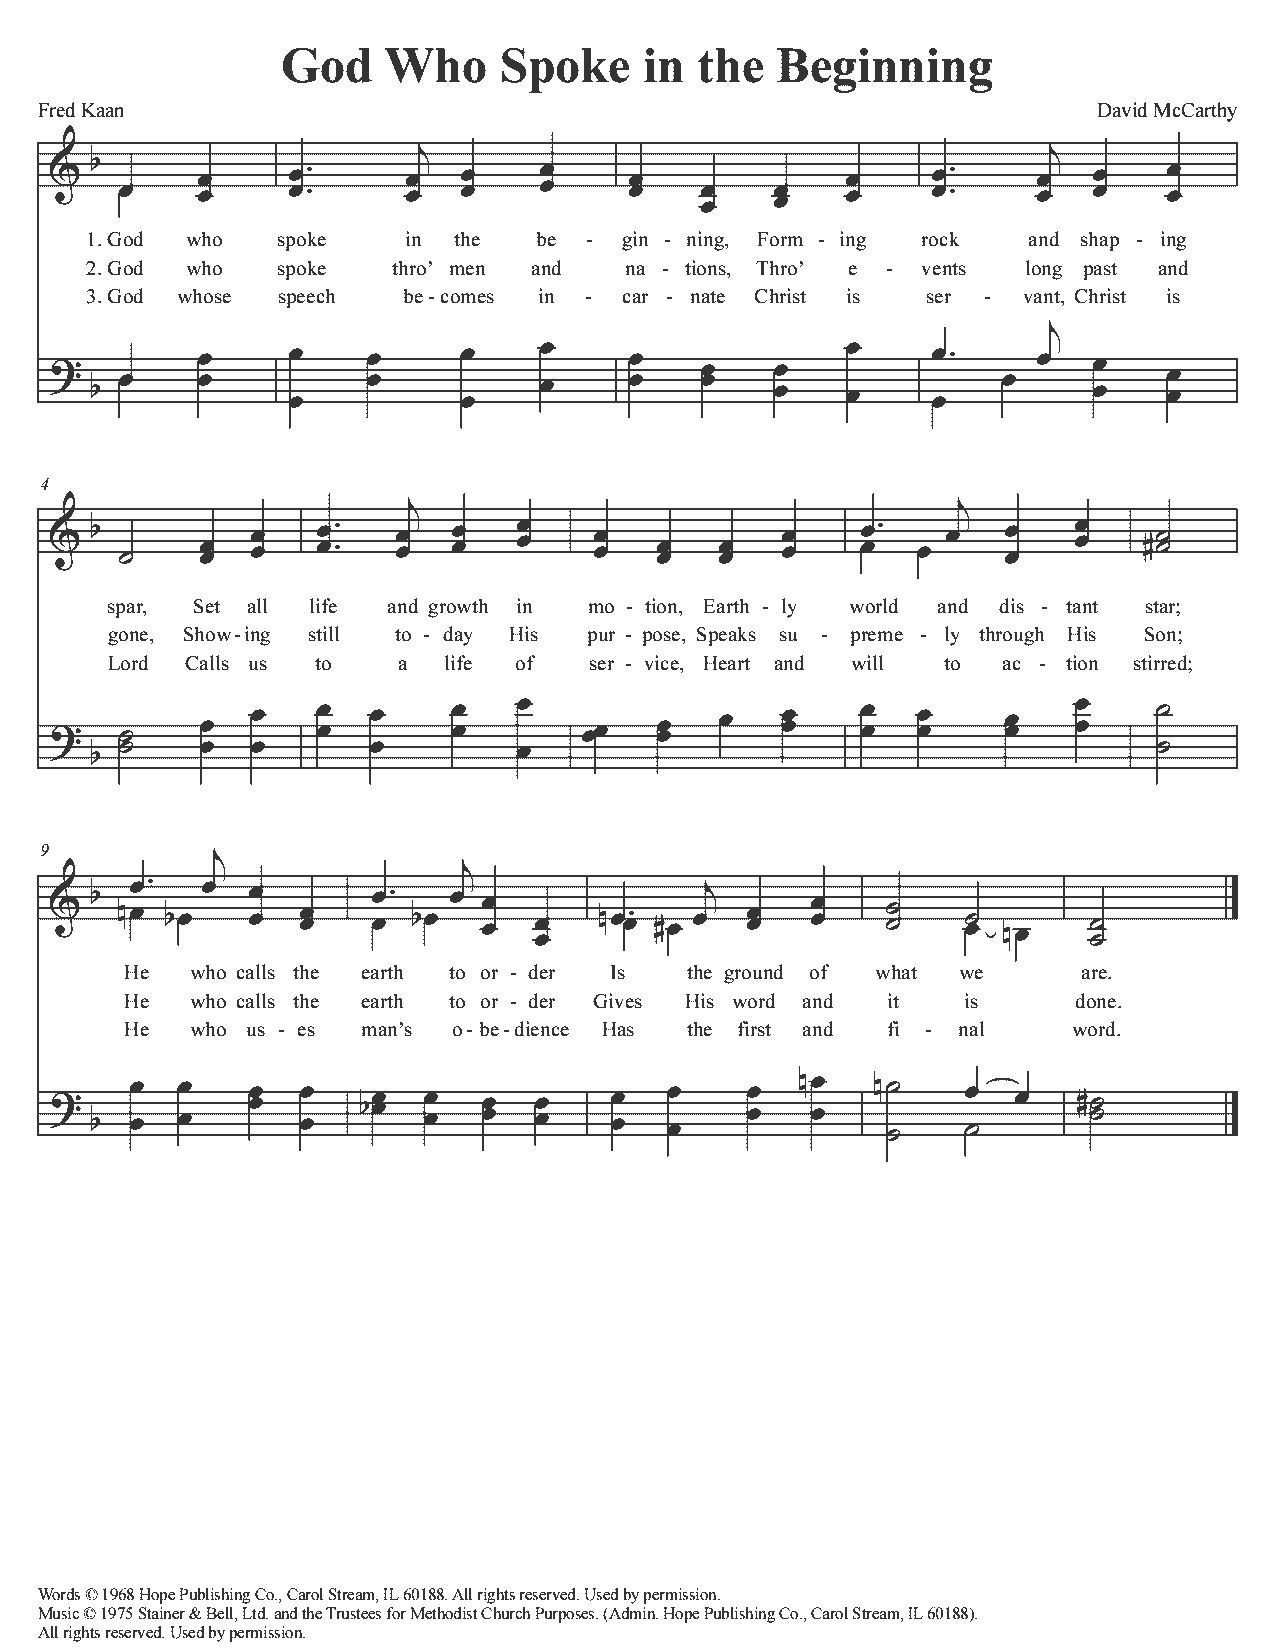 God Who Spoke in the Beginning
Fred Kaan
David McCarthy
1. God who spoke in the be - gin - ning, Form - ing rock and shap - ing
2. God who spoke thro’ men and na - tions, Thro’ e - vents long past and
3. God whose speech be - comes in - car - nate Christ is ser - vant, Christ is
4
spar, Set all life and growth in mo - tion, Earth - ly world and dis - tant star;
gone, Show - ing still to - day His pur - pose, Speaks su - preme - ly through His Son;
Lord Calls us to a life of ser - vice, Heart and will to ac - tion stirred;
9
He who calls the earth to or - der Is the ground of what we are.
He who calls the earth to or - der Gives His word and it is done.
He who us - es man’s o - be - dience Has the first and fi - nal word.
Words © 1968 Hope Publishing Co., Carol Stream, IL 60188. All rights reserved. Used by permission.
Music © 1975 Stainer & Bell, Ltd. and the Trustees for Methodist Church Purposes. (Admin. Hope Publishing Co., Carol Stream, IL 60188).
All rights reserved. Used by permission.